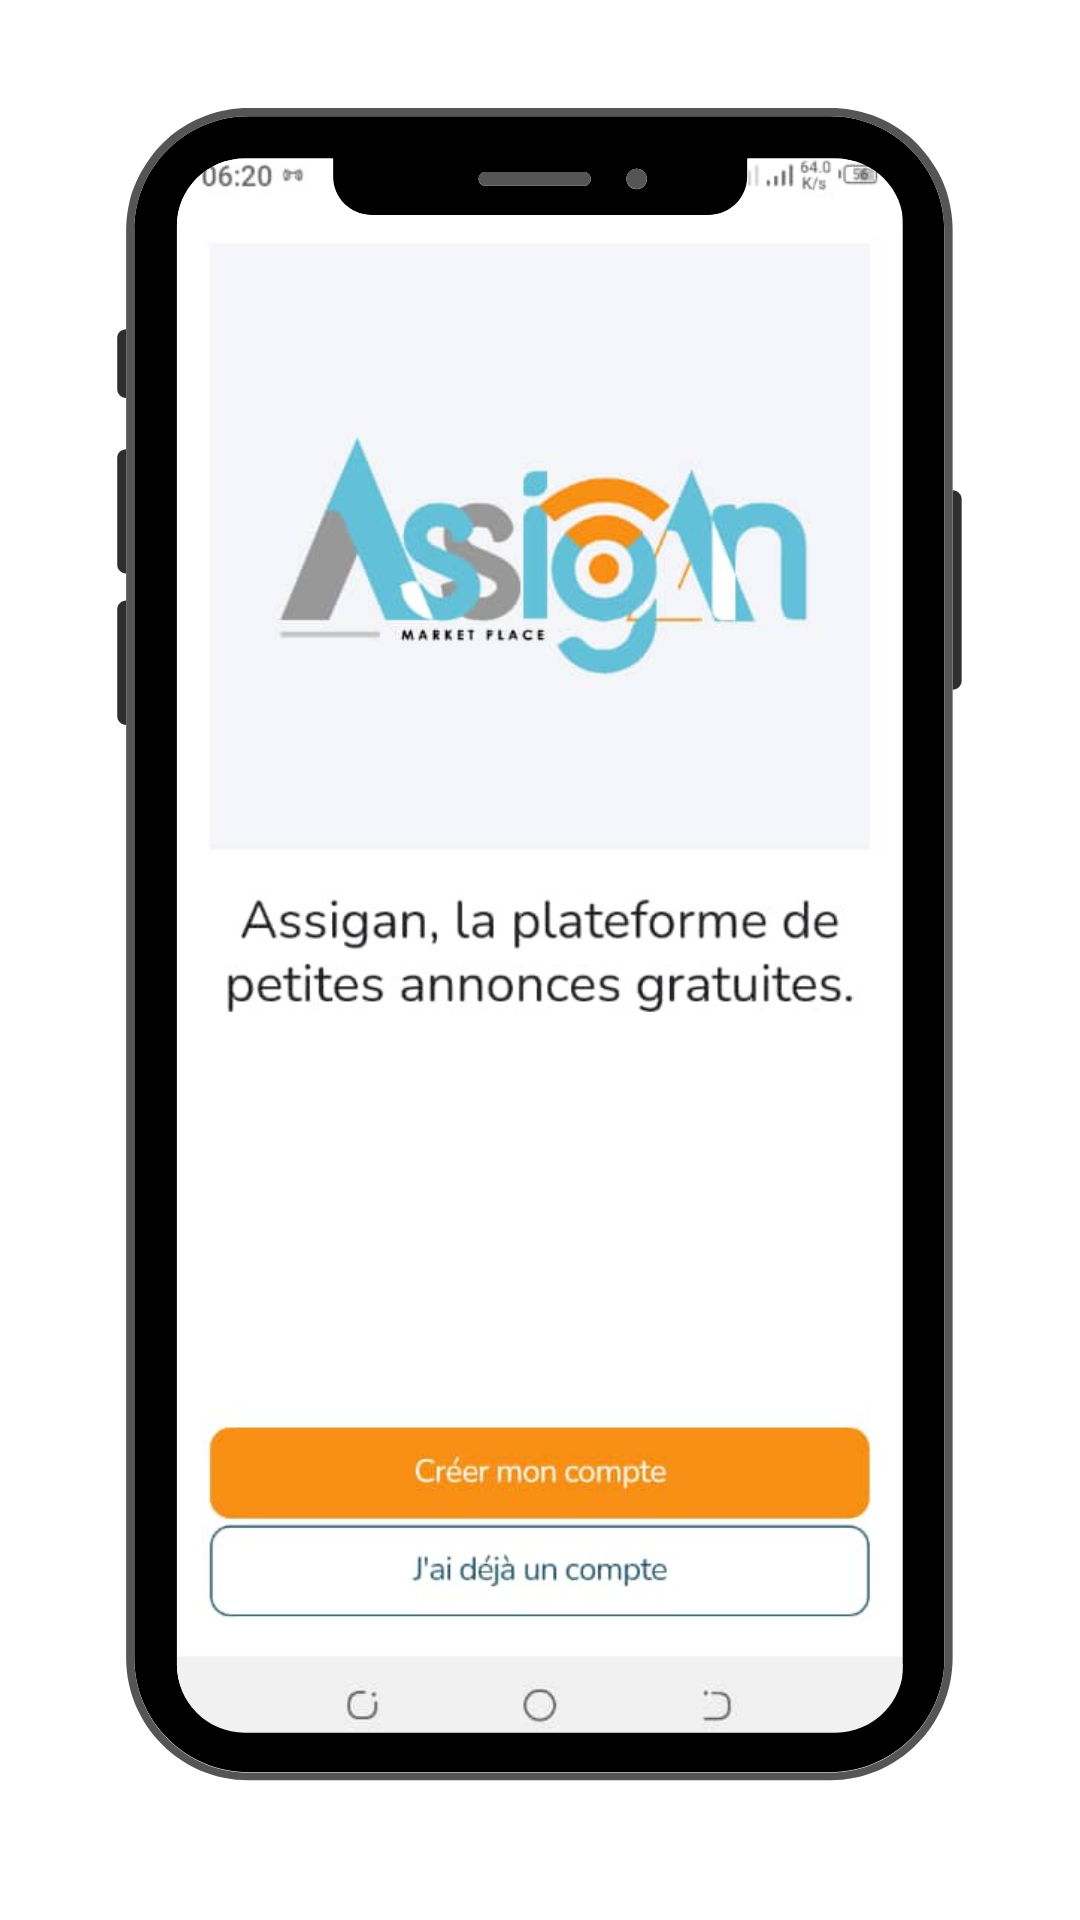 06:20
64.0
K/s
56
Assigan
MARKET PLACE
Assigan, la plateforme de
petites annonces gratuites.
Créer mon compte
J'ai déjà un compte